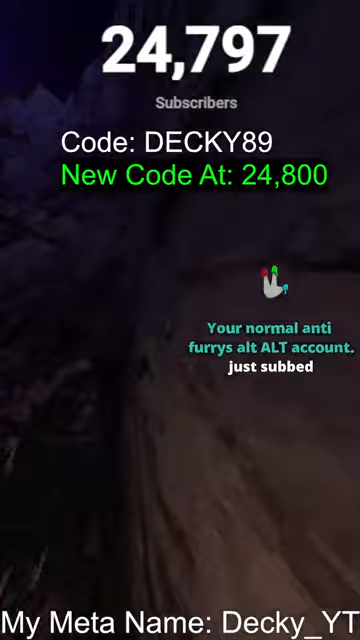 24,797
Subscribers
Code: DECKY89
New Code At: 24,800
Your normal anti
furrys alt ALT account.
just subbed
My Meta Name: Decky_YT